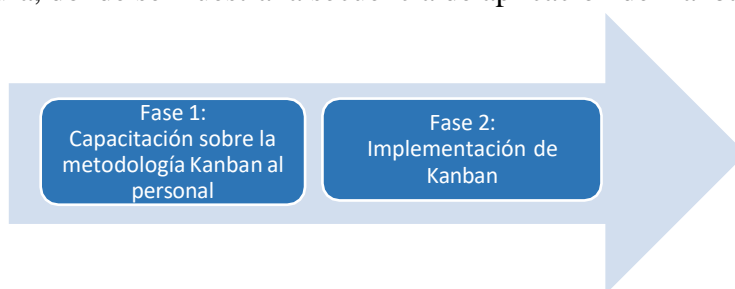 Fase 1:
Capacitación sobre la
metodología Kanban al
personal
Fase 2:
Implementación de
Kanban